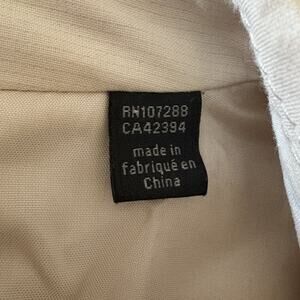 RN107288
CA42394
made in
fabriqué en
China